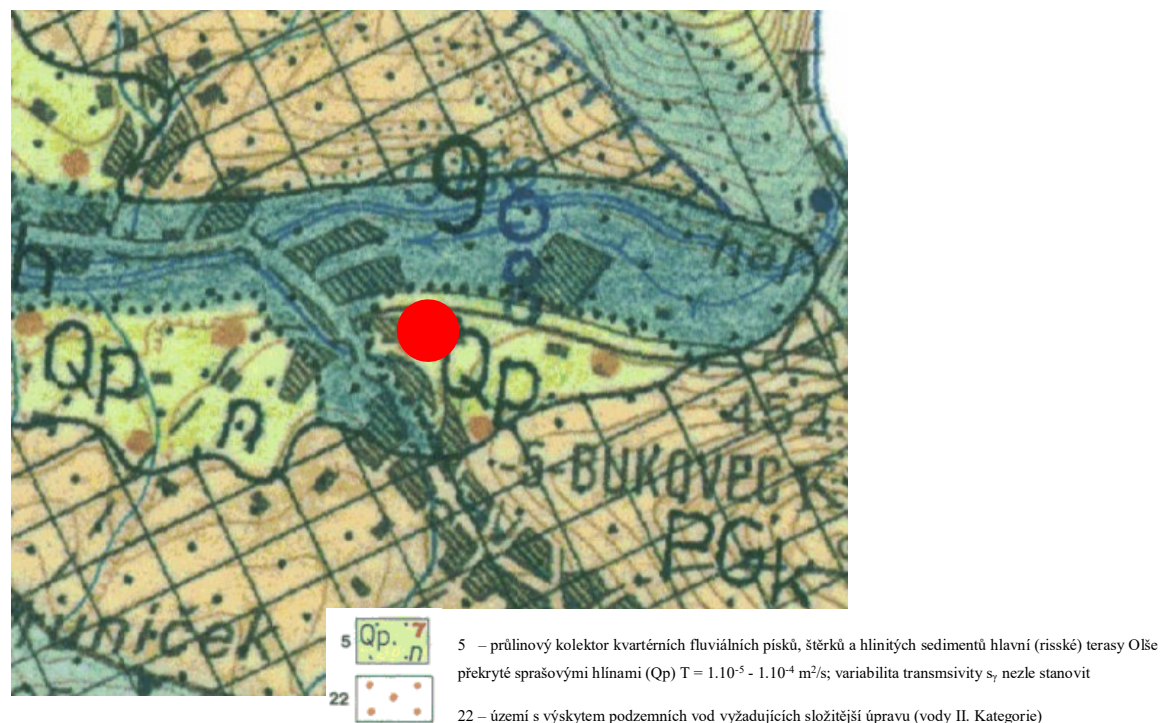 9
h
Qp
Qp
n
452
-5-BUKOVEC
PGk
5 Qp. 7
n
5 – průlinový kolektor kvartérních fluviálních písků, štěrků a hlinitých sedimentů hlavní (risské) terasy Olše
překryté sprašovými hlínami (Qp) T = 1.10-5 - 1.10-4 m2/s; variabilita transmsivity sγ nezle stanovit
22
22 – území s výskytem podzemních vod vyžadujících složitější úpravu (vody II. Kategorie)